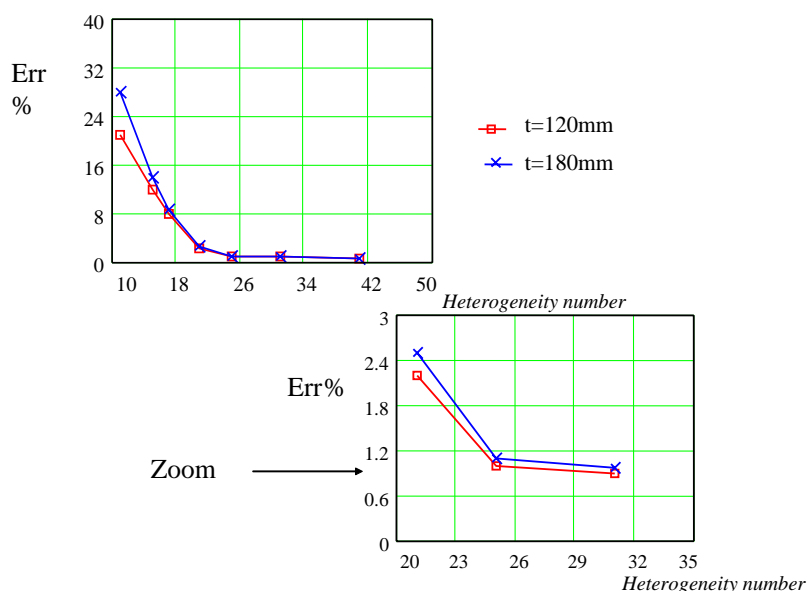 40
32
24
16
8
0
Err
%
10 18 26 34 42 50
Heterogeneity number
t=120mm
t=180mm
3
2.4
1.8
1.2
0.6
0
Err%
Zoom
20 23 26 29 32 35
Heterogeneity number